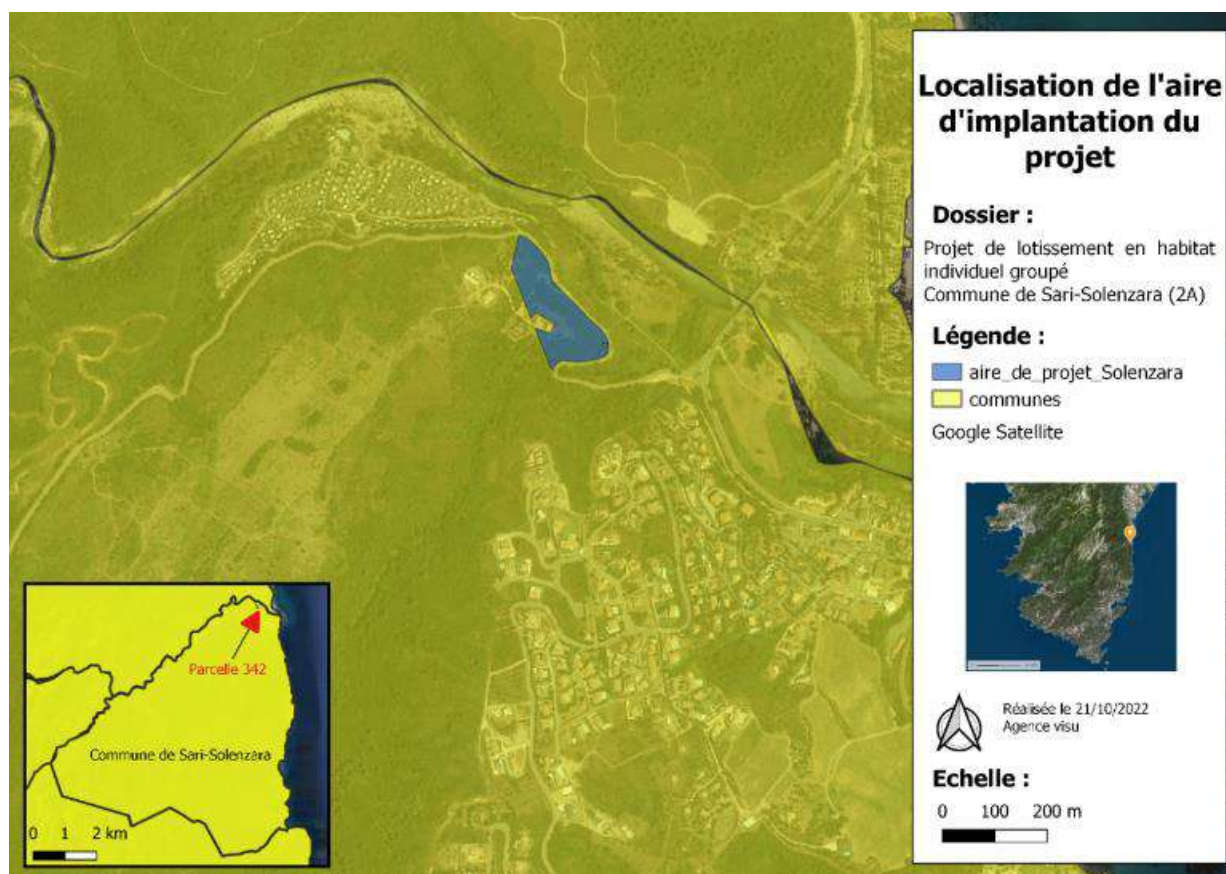 Localisation de l'aire
d'implantation du
projet
Dossier :
Projet de lotissement en habitat
individuel groupé
Commune de Sari-Solenzara (2A)
Légende :
aire_de_projet_Solenzara
communes
Google Satellite
Réalisée le 21/10/2022
Agence visu
Echelle :
0 100 200 m
Parcelle 342
Commune de Sari-Solenzara
0 1 2 km